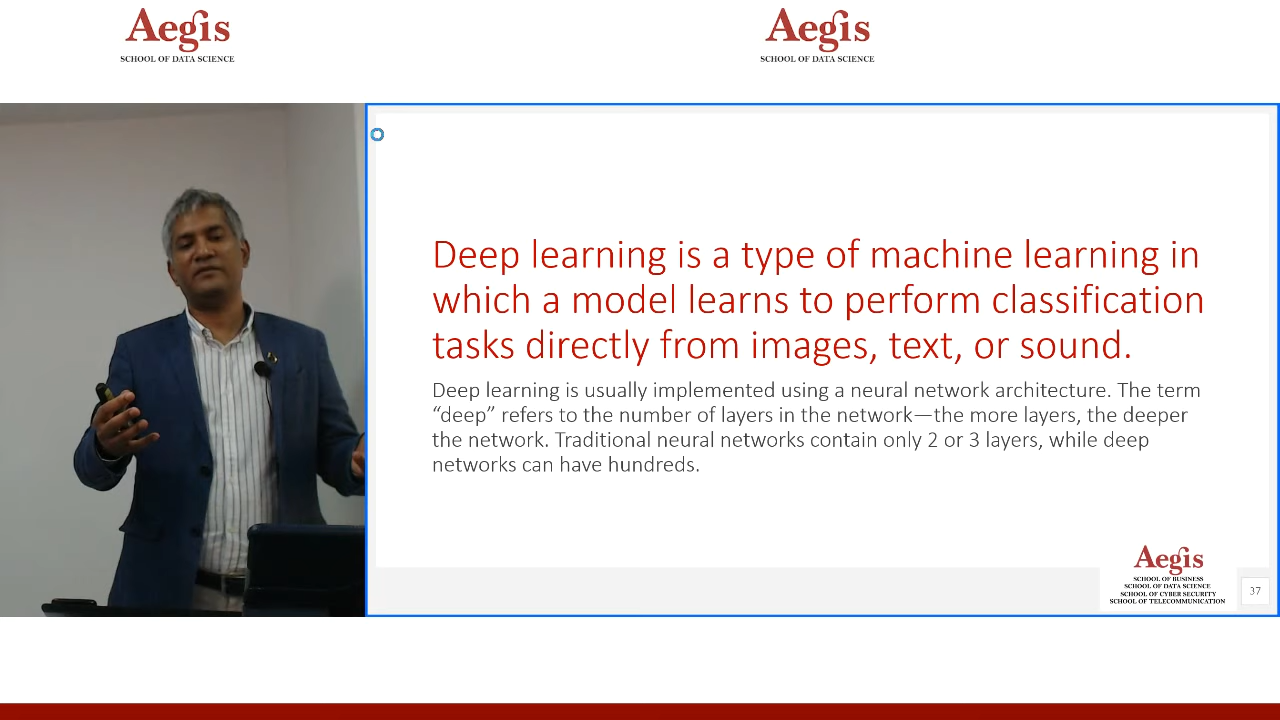 Aegis
SCHOOL OF DATA SCIENCE
Aegis
SCHOOL OF DATA SCIENCE
Deep learning is a type of machine learning in
which a model learns to perform classification
tasks directly from images, text, or sound.
Deep learning is usually implemented using a neural network architecture. The term
“deep” refers to the number of layers in the network—the more layers, the deeper
the network. Traditional neural networks contain only 2 or 3 layers, while deep
networks can have hundreds.
Aegis
SCHOOL OF BUSINESS
SCHOOL OF DATA SCIENCE
SCHOOL OF CYBER SECURITY
SCHOOL OF TELECOMMUNICATION
37